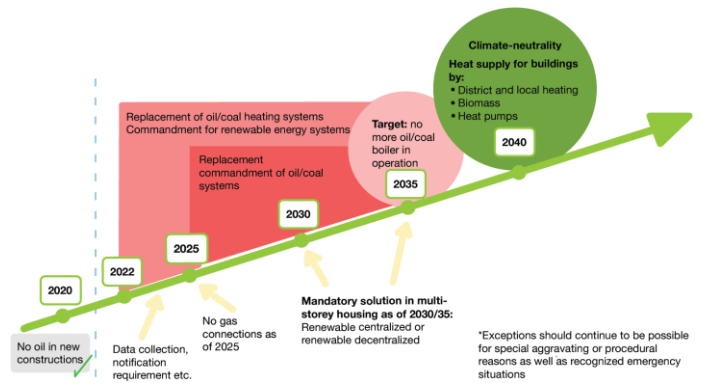 Climate-neutrality
Heat supply for buildings
by:
• District and local heating
• Biomass
• Heat pumps
2040
Replacement of oil/coal heating systems
Commandment for renewable energy systems
Target: no
more oil/coal
boiler in
operation
2035
Replacement
commandment of oil/coal
systems
2030
2025
2022
2020
No oil in new
constructions
Data collection,
notification
requirement etc.
No gas
connections as
of 2025
Mandatory solution in multi-
storey housing as of 2030/35:
Renewable centralized or
renewable decentralized
*Exceptions should continue to be possible
for special aggravating or procedural
reasons as well as recognized emergency
situations